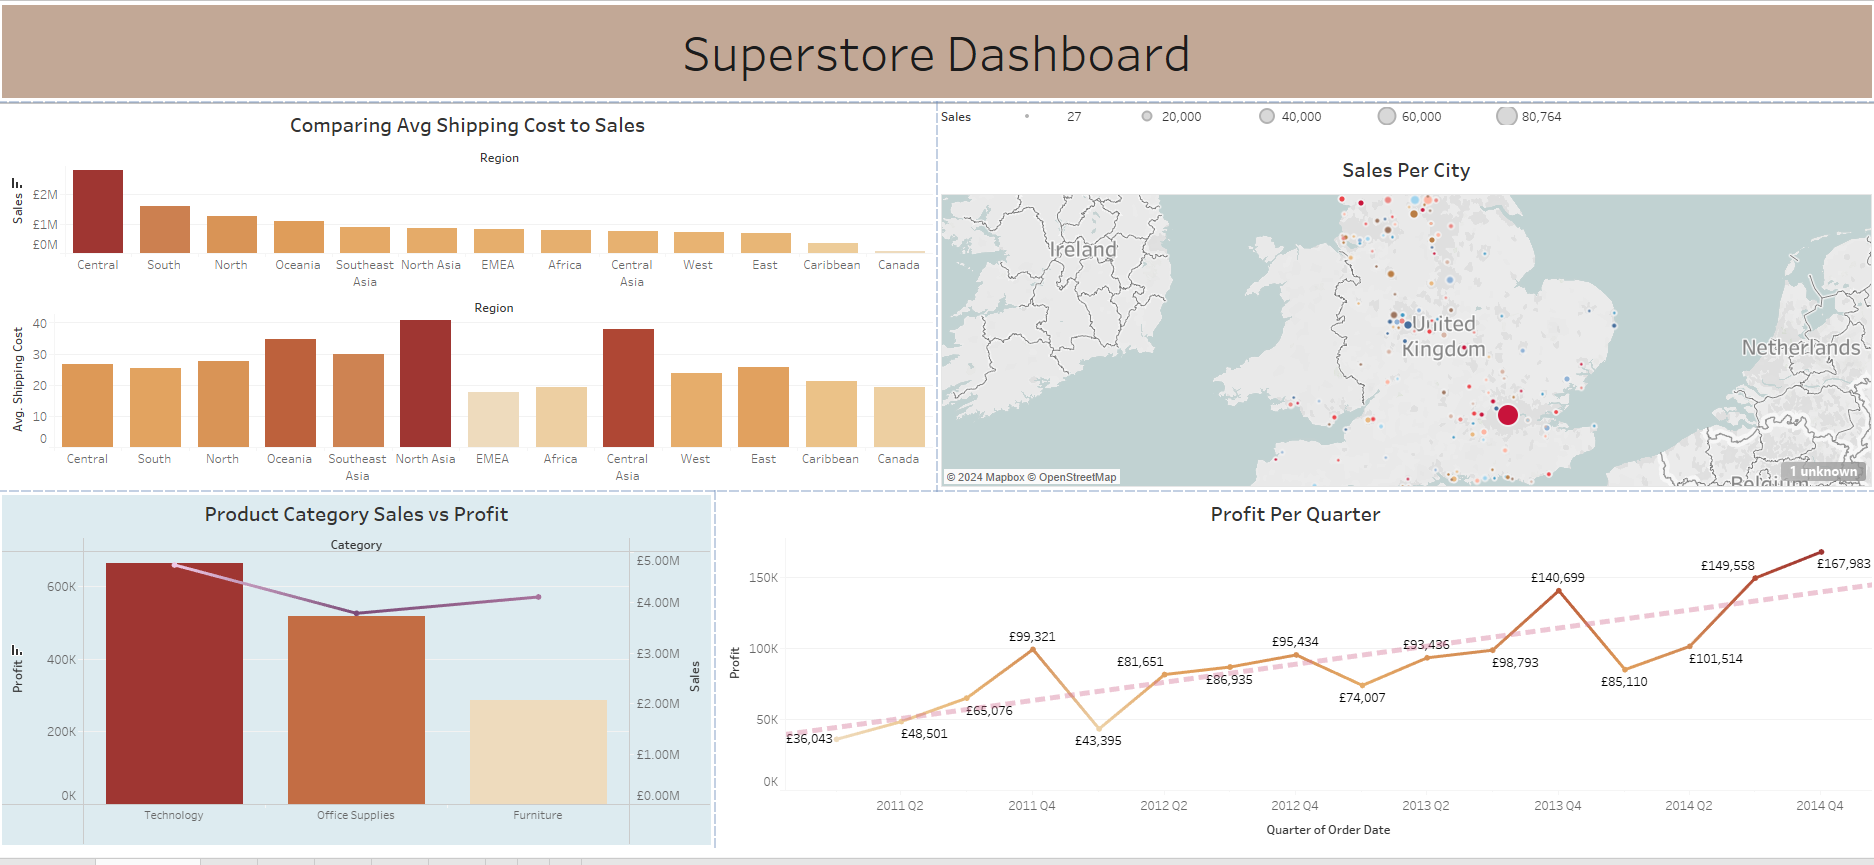 Superstore Dashboard
Comparing Avg Shipping Cost to Sales
Region
Sales
£2M
£1M
£0M
Central South North Oceania Southeast Asia North Asia EMEA Africa Central Asia West East Caribbean Canada
Region
Avg. Shipping Cost
40
30
20
10
0
Central South North Oceania Southeast Asia North Asia EMEA Africa Central Asia West East Caribbean Canada
Sales 27 20,000 40,000 60,000 80,764
Sales Per City
Ireland
United
Kingdom
Netherlands
Belgium
© 2024 Mapbox © OpenStreetMap
1 unknown
Product Category Sales vs Profit
Category
Profit
600K
400K
200K
0K
£5.00M
£4.00M
£3.00M
£2.00M
£1.00M
£0.00M
Sales
Technology Office Supplies Furniture
Profit Per Quarter
Profit
150K
100K
50K
0K
£36,043
£48,501
£65,076
£99,321
£43,395
£81,651
£86,935
£95,434
£74,007
£93,436
£98,793
£140,699
£85,110
£101,514
£149,558
£167,983
2011 Q2 2011 Q4 2012 Q2 2012 Q4 2013 Q2 2013 Q4 2014 Q2 2014 Q4
Quarter of Order Date